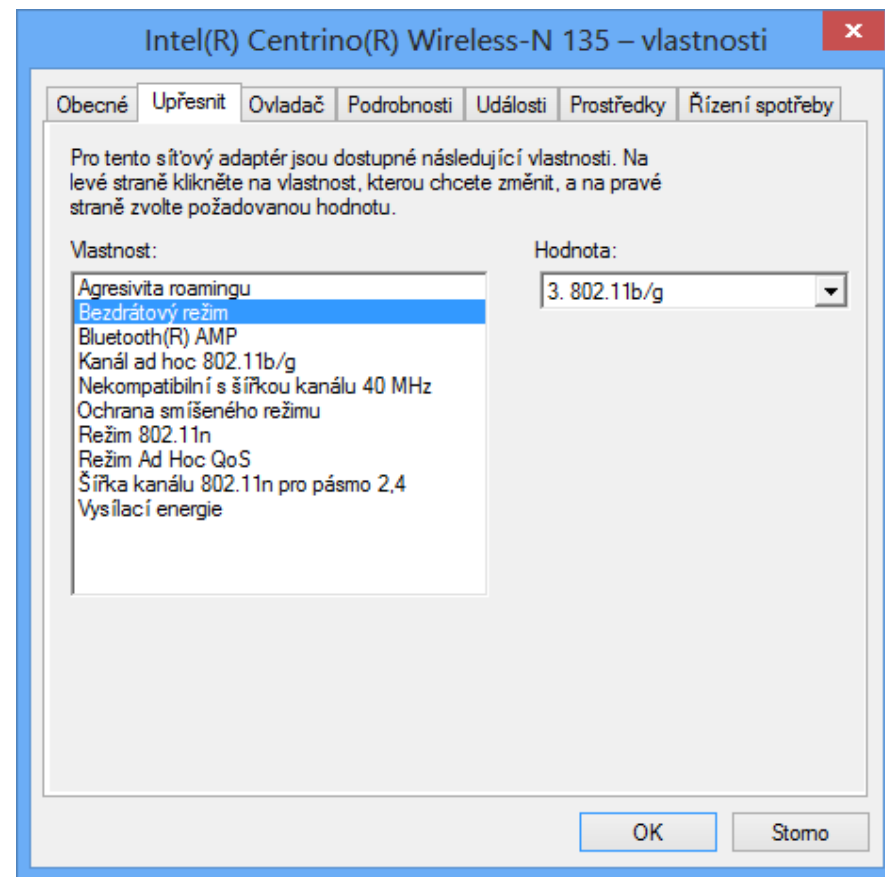 Intel(R) Centrino(R) Wireless-N 135 – vlastnosti
Obecné Upřesnit Ovladač Podrobnosti Události Prostředky Řízení spotřeby
Pro tento síťový adaptér jsou dostupné následující vlastnosti. Na
levé straně klikněte na vlastnost, kterou chcete změnit, a na pravé
straně zvolte požadovanou hodnotu.
Vlastnost:
Hodnota:
Agresivita roamingu
3. 802.11b/g
Bezdrátový režim
Bluetooth(R) AMP
Kanál ad hoc 802.11b/g
Nekompatibilní s šířkou kanálu 40 MHz
Ochrana smíšeného režimu
Režim 802.11n
Režim Ad Hoc QoS
Šířka kanálu 802.11n pro pásmo 2,4
Vysílací energie
OK
Storno